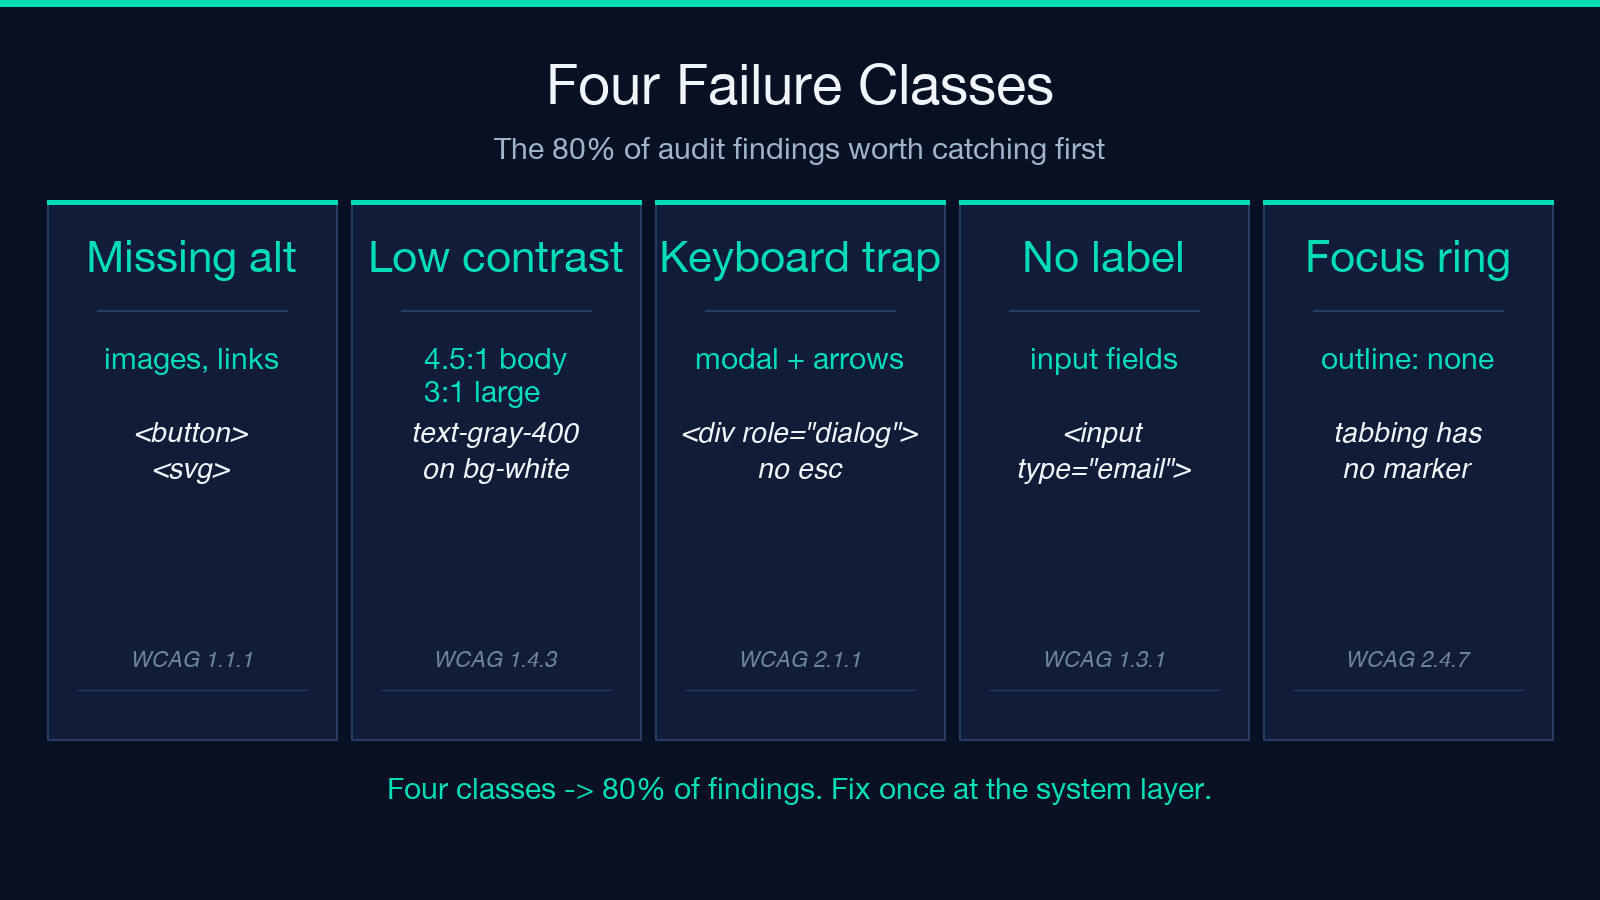 Four Failure Classes
The 80% of audit findings worth catching first
Missing alt
images, links
<button>
<svg>
WCAG 1.1.1
Low contrast
4.5:1 body
3:1 large
text-gray-400
on bg-white
WCAG 1.4.3
Keyboard trap
modal + arrows
<div role="dialog">
no esc
WCAG 2.1.1
No label
input fields
<input
type="email">
WCAG 1.3.1
Focus ring
outline: none
tabbing has
no marker
WCAG 2.4.7
Four classes -> 80% of findings. Fix once at the system layer.